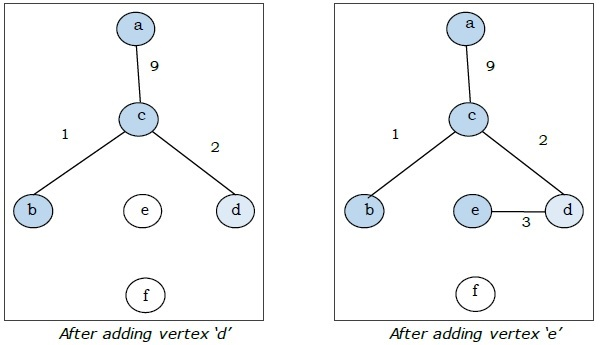 a
9
c
1
2
b
e
d
f
After adding vertex 'd'
a
9
c
1
2
b
e
3
d
f
After adding vertex 'e'